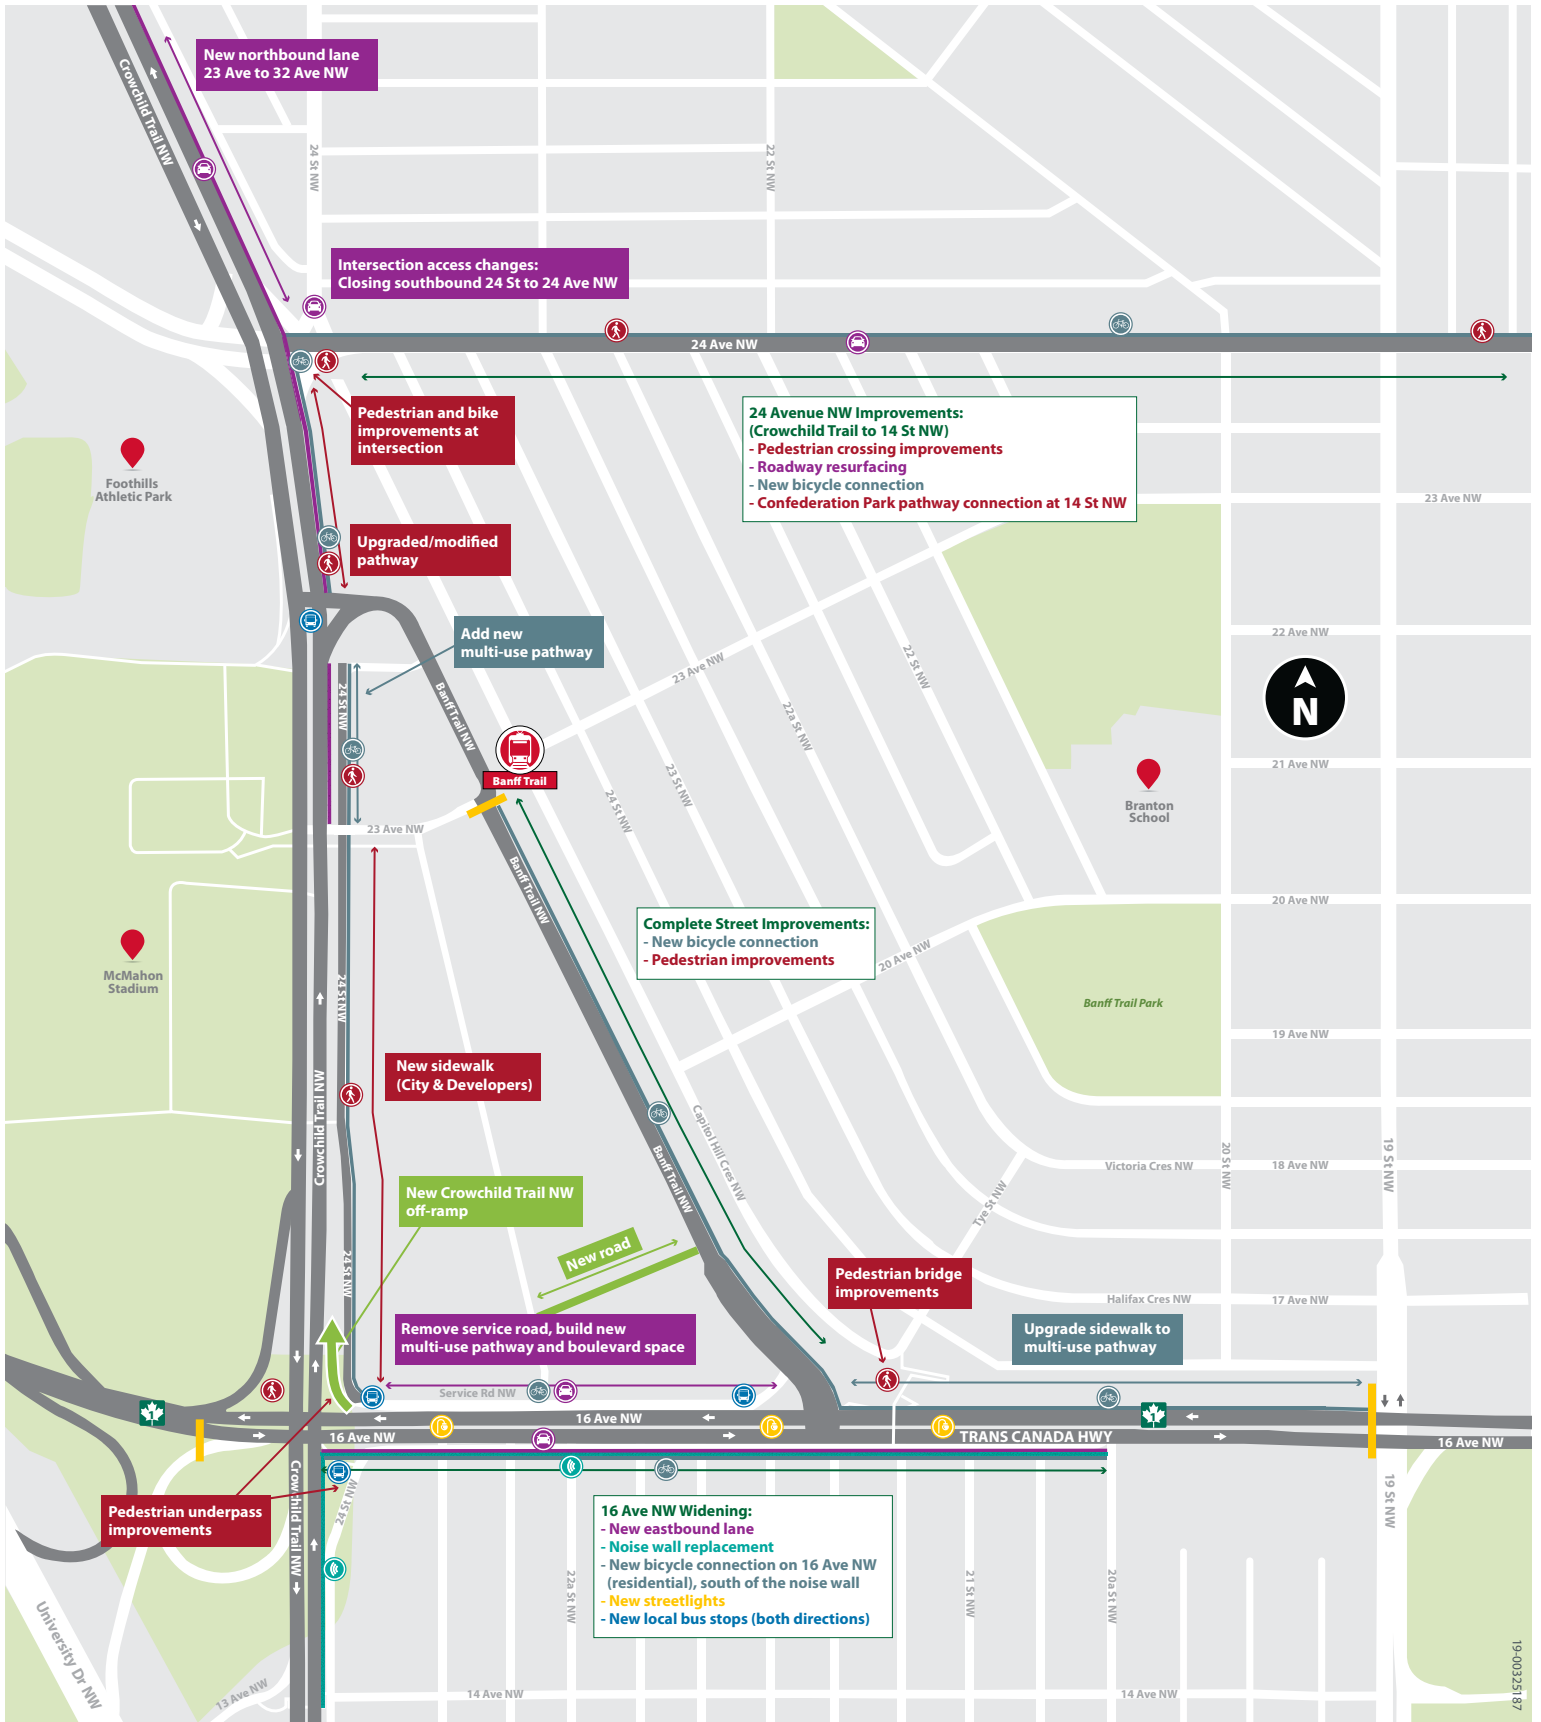 New northbound lane
23 Ave to 32 Ave NW
Crowchild Trail NW
24 St NW
22 St NW
Intersection access changes:
Closing southbound 24 St to 24 Ave NW
24 Ave NW
Pedestrian and bike
improvements at
intersection
24 Avenue NW Improvements:
(Crowchild Trail to 14 St NW)
- Pedestrian crossing improvements
- Roadway resurfacing
- New bicycle connection
- Confederation Park pathway connection at 14 St NW
Foothills
Athletic Park
23 Ave NW
Upgraded/modified
pathway
Add new
multi-use pathway
22 Ave NW
23 Ave NW
22 St NW
22a St NW
24 St NW
Banff Trail NW
N
Banff Trail
21 Ave NW
23 St NW
24 St NW
Branton
School
23 Ave NW
Banff Trail NW
20 Ave NW
Complete Street Improvements:
- New bicycle connection
- Pedestrian improvements
20 Ave NW
McMahon
Stadium
24 St NW
Banff Trail Park
19 Ave NW
New sidewalk
(City & Developers)
Crowchild Trail NW
Capitol Hill Cres NW
Banff Trail NW
Victoria Cres NW
20 St NW
18 Ave NW
19 St NW
New Crowchild Trail NW
off-ramp
Tye St NW
24 St NW
New road
Pedestrian bridge
improvements
Halifax Cres NW
17 Ave NW
Remove service road, build new
multi-use pathway and boulevard space
Upgrade sidewalk to
multi-use pathway
Service Rd NW
1
16 Ave NW
1
16 Ave NW
TRANS CANADA HWY
16 Ave NW
Crowchild Trail NW
24 St NW
19 St NW
Pedestrian underpass
improvements
16 Ave NW Widening:
- New eastbound lane
- Noise wall replacement
- New bicycle connection on 16 Ave NW
(residential), south of the noise wall
- New streetlights
- New local bus stops (both directions)
22a St NW
21 St NW
20a St NW
University Dr NW
13 Ave NW
14 Ave NW
14 Ave NW
19-00325187